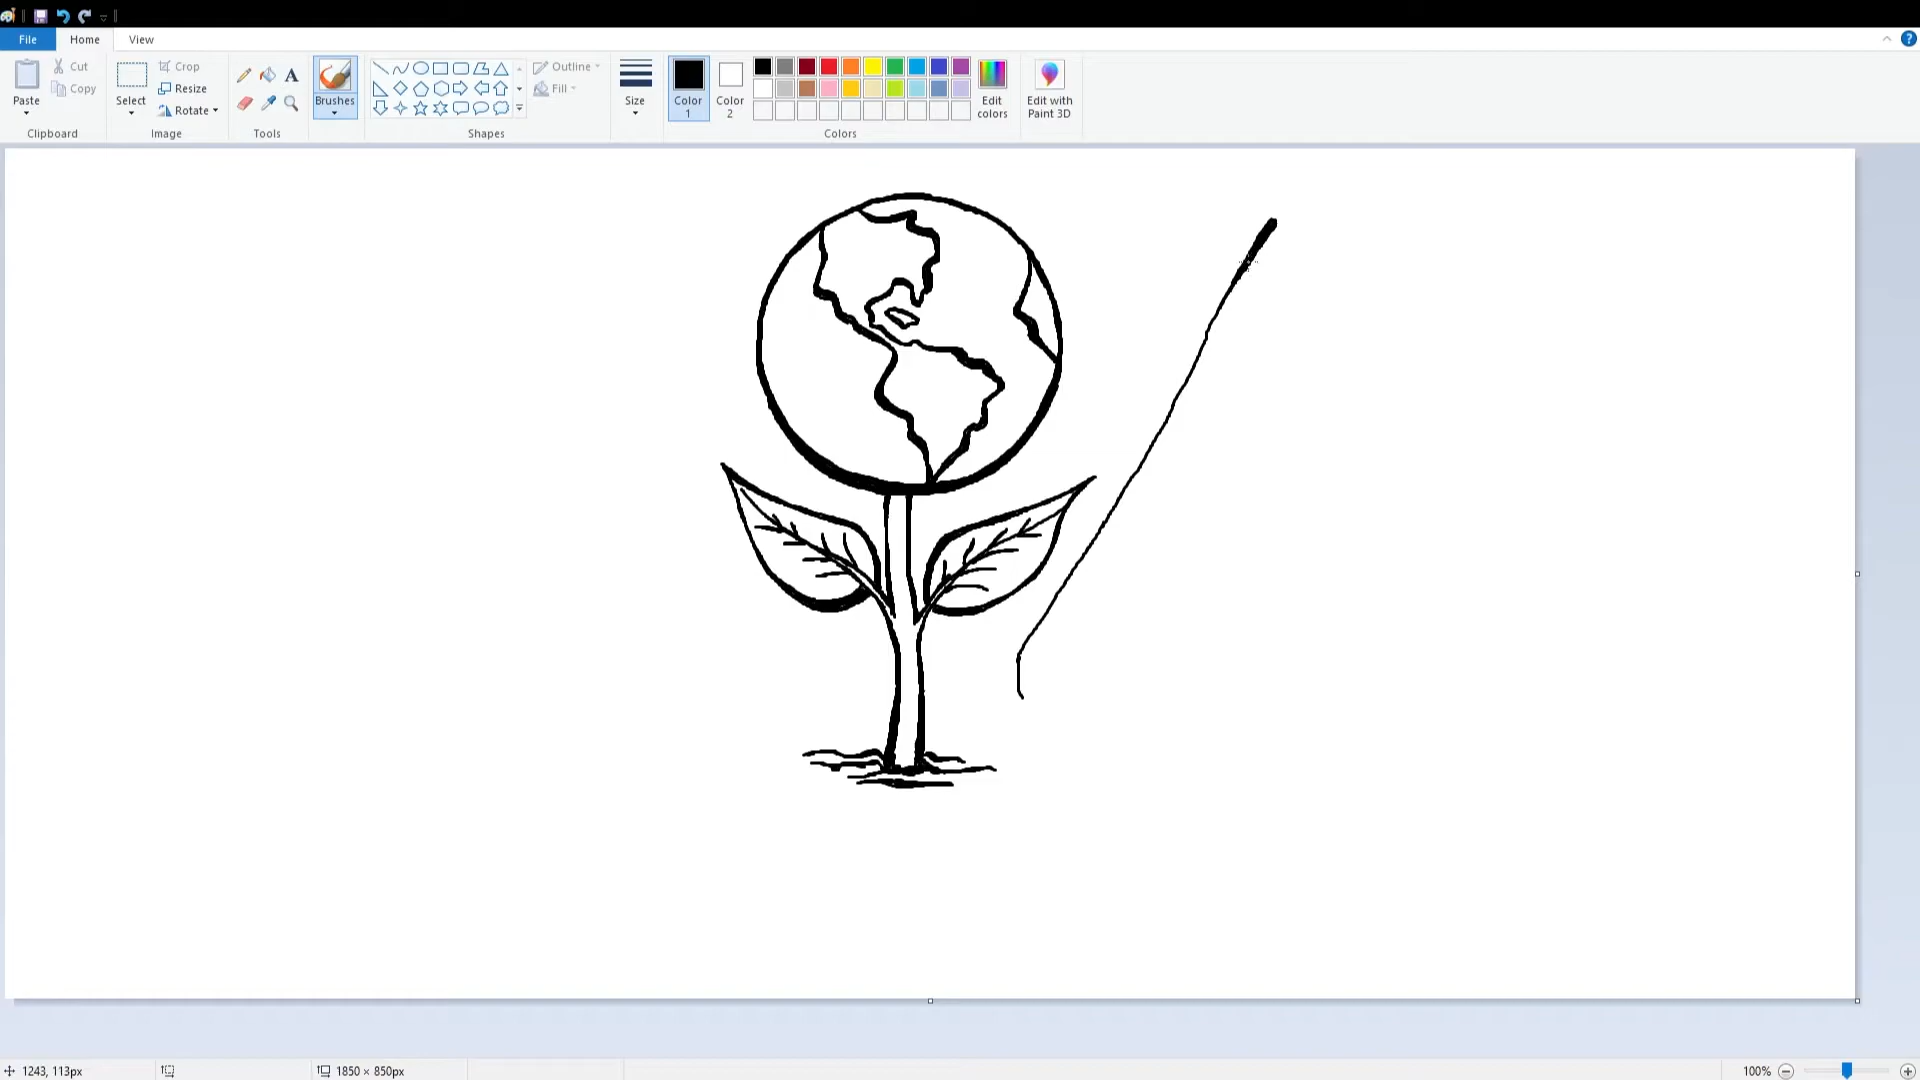 File Home View
Paste
Cut
Copy
Clipboard
Select
Crop
Resize
Rotate
Image
A
Tools
Brushes
Shapes
Outline
Fill
Size
Color 1
Color 2
Edit colors
Colors
Edit with Paint 3D
?
1243, 113px
1850 × 850px
100%